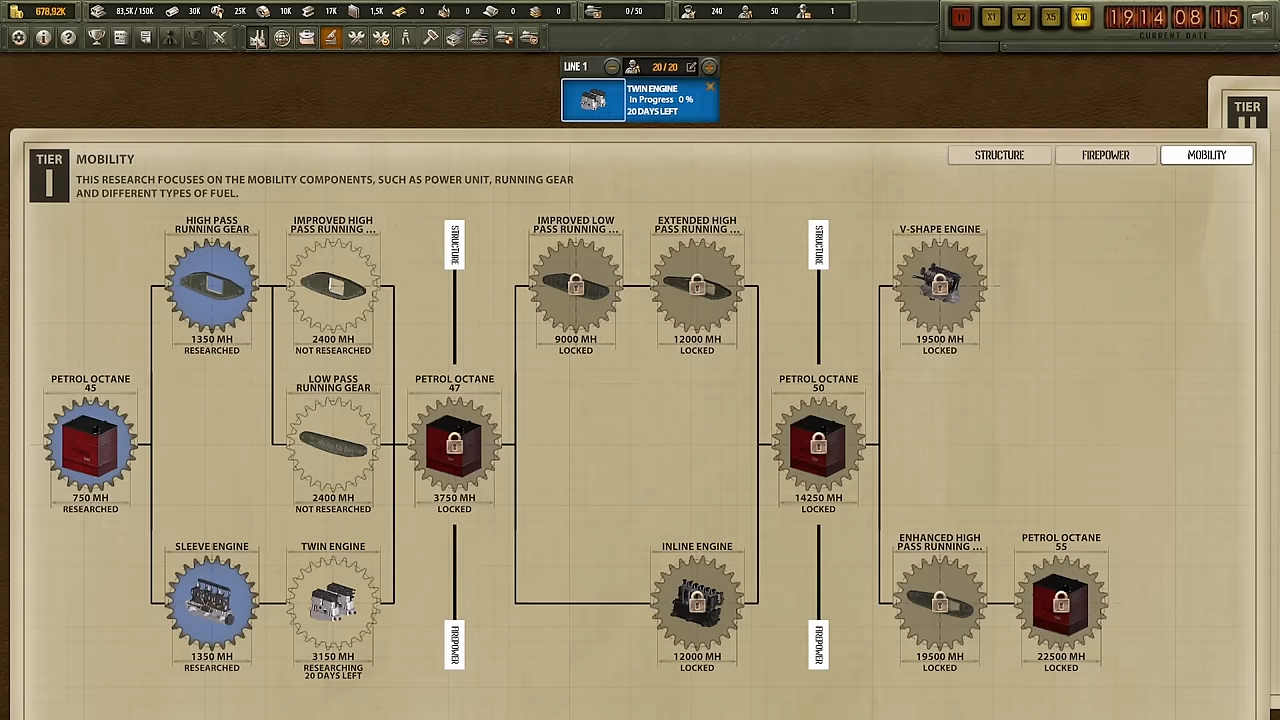 678,92K 83,5K/150K 30K 25K 10K 17K 1,5K 0 0 0 0 0/50 240 50 1
X1 X2 X5 X10 1914 08 15
CURRENT DATE
LINE 1 20/20
TWIN ENGINE
In Progress 0 %
20 DAYS LEFT
TIER
II
TIER
I
MOBILITY
THIS RESEARCH FOCUSES ON THE MOBILITY COMPONENTS, SUCH AS POWER UNIT, RUNNING GEAR
AND DIFFERENT TYPES OF FUEL.
STRUCTURE FIREPOWER MOBILITY
HIGH PASS
RUNNING GEAR
1350 MH
RESEARCHED
IMPROVED HIGH
PASS RUNNING ...
2400 MH
NOT RESEARCHED
STRUCTURE
IMPROVED LOW
PASS RUNNING ...
9000 MH
LOCKED
EXTENDED HIGH
PASS RUNNING ...
12000 MH
LOCKED
STRUCTURE
V-SHAPE ENGINE
19500 MH
LOCKED
PETROL OCTANE
45
750 MH
RESEARCHED
LOW PASS
RUNNING GEAR
2400 MH
NOT RESEARCHED
PETROL OCTANE
47
3750 MH
LOCKED
PETROL OCTANE
50
14250 MH
LOCKED
SLEEVE ENGINE
1350 MH
RESEARCHED
TWIN ENGINE
3150 MH
RESEARCHING
20 DAYS LEFT
FIREPOWER
INLINE ENGINE
12000 MH
LOCKED
FIREPOWER
ENHANCED HIGH
PASS RUNNING ...
19500 MH
LOCKED
PETROL OCTANE
55
22500 MH
LOCKED